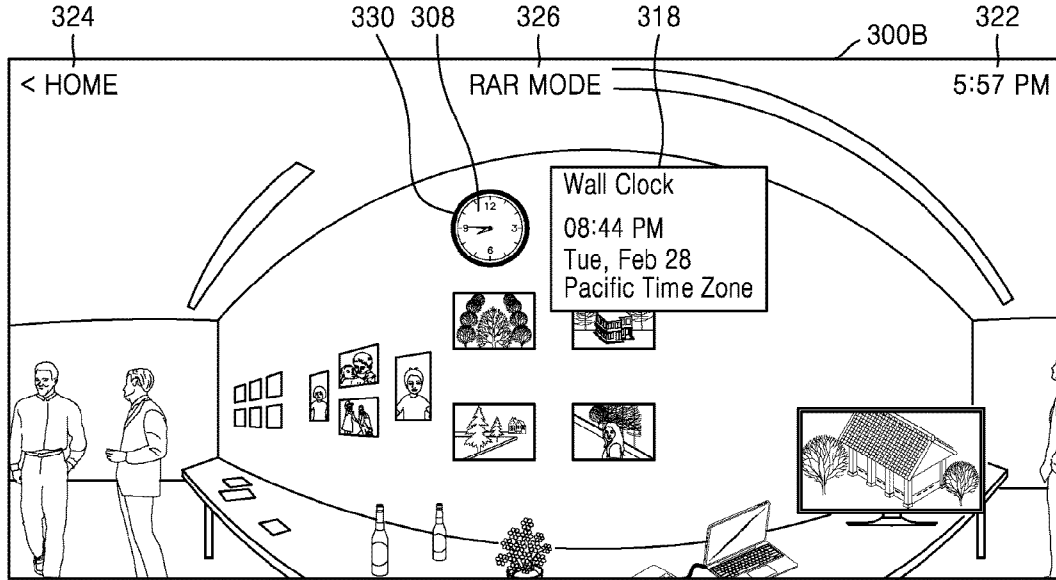 324 330 308 326 318 300B 322
< HOME RAR MODE 5:57 PM
Wall Clock
08:44 PM
Tue, Feb 28
Pacific Time Zone
12
9 3
6